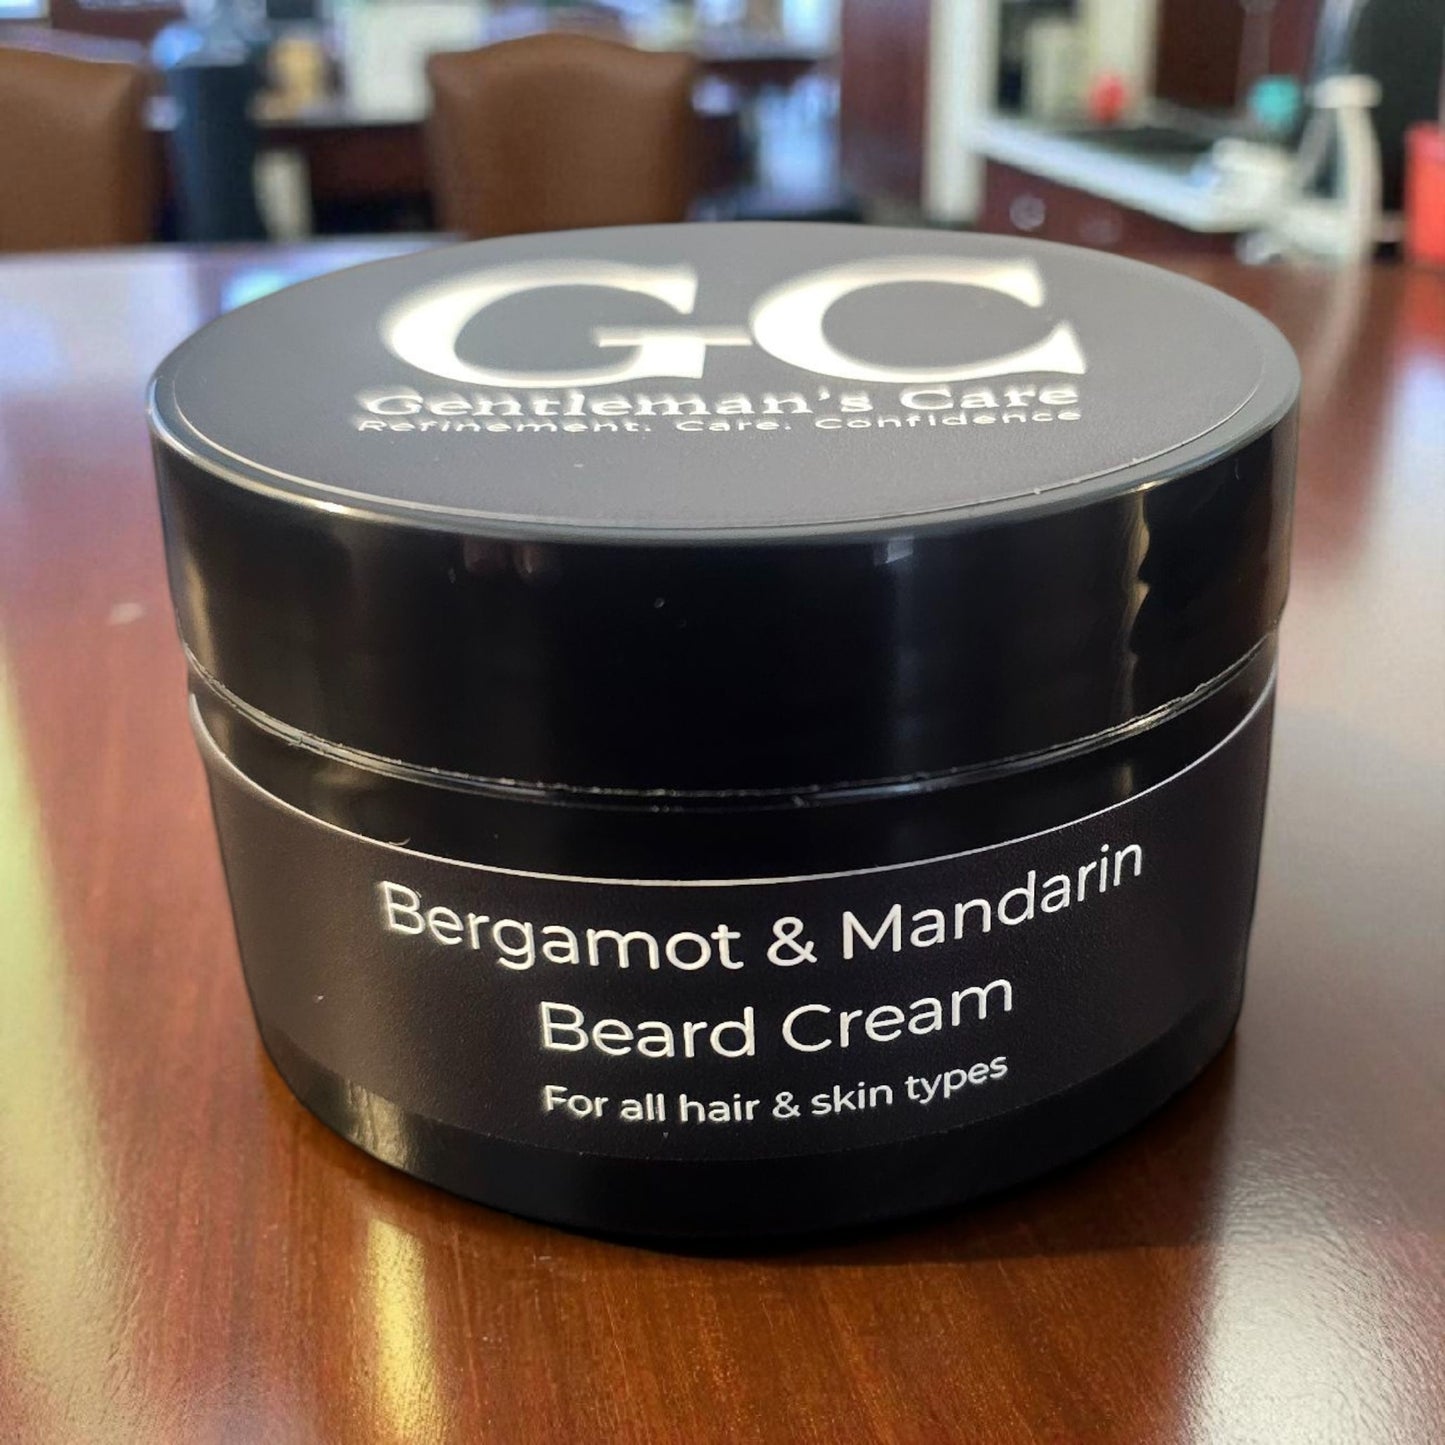 GC
Gentleman's Care
Refinement. Care. Confidence
Bergamot & Mandarin
Beard Cream
For all hair & skin types